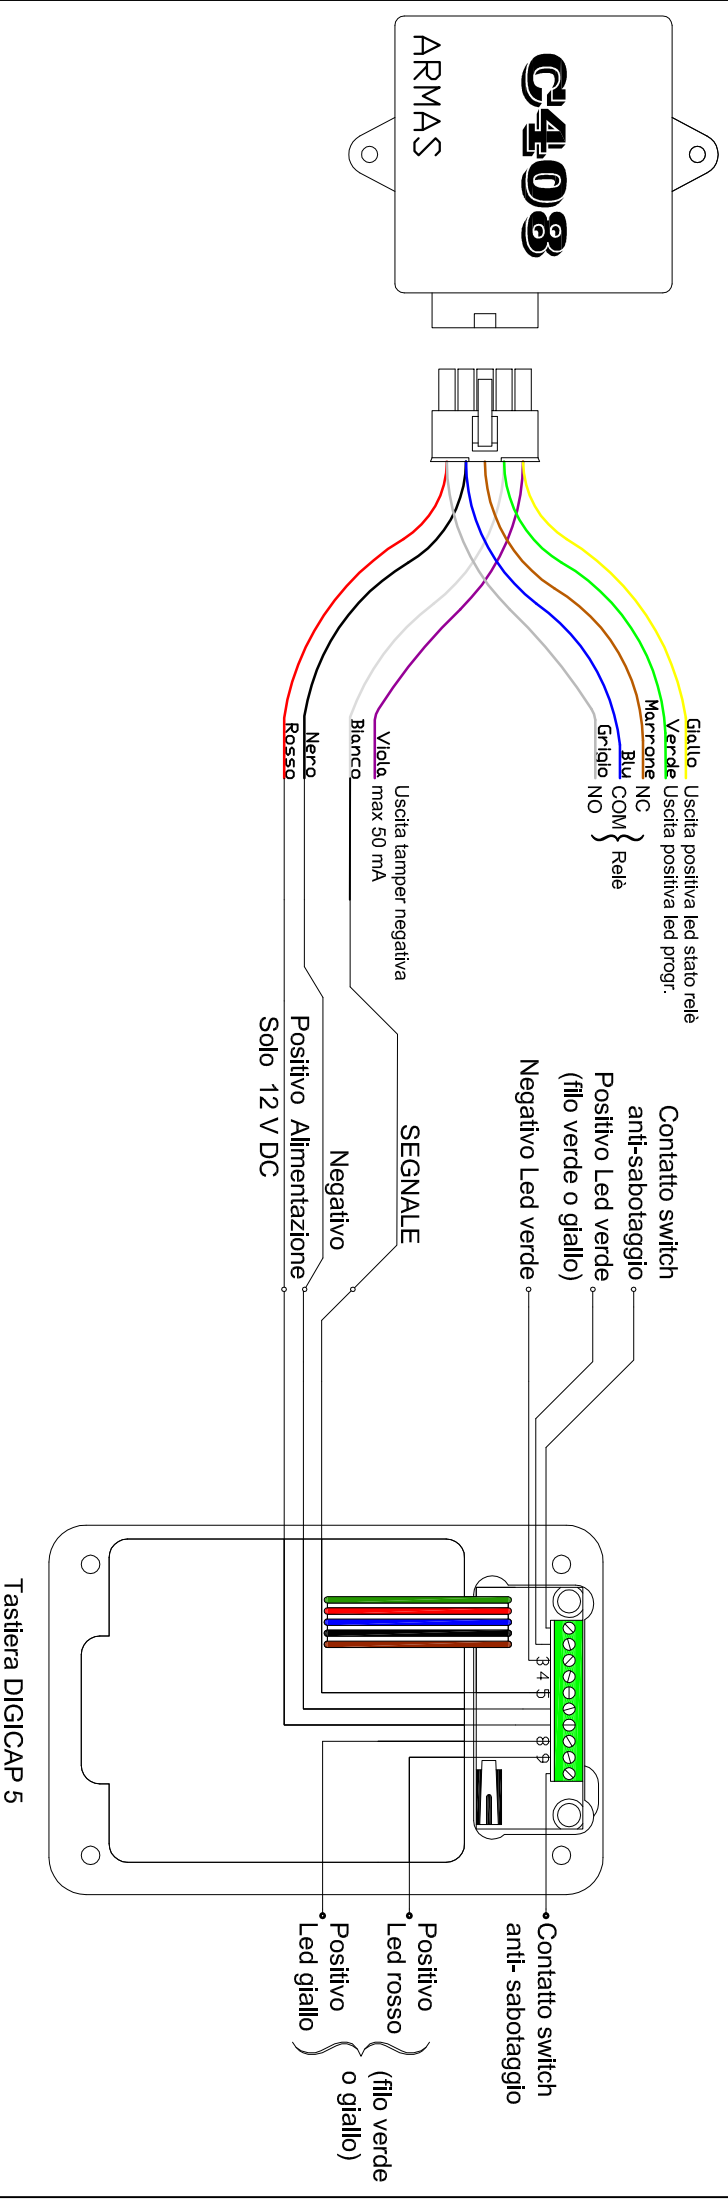 C408
ARMAS
Giallo
Uscita positiva led stato relè
Verde
Uscita positiva led progr.
Marrone
NC
Blu
COM
Relè
Grigio
NO
Uscita tamper negativa
Viola
max 50 mA
Bianco
Nero
Rosso
Contatto switch
anti-sabotaggio
Positivo Led verde
(filo verde o giallo)
Negativo Led verde
SEGNALE
Negativo
Positivo Alimentazione
Solo 12 V DC
3
4
5
8
9
Contatto switch
anti- sabotaggio
Positivo
Led rosso
Positivo
Led giallo
(filo verde
o giallo)
Tastiera DIGICAP 5